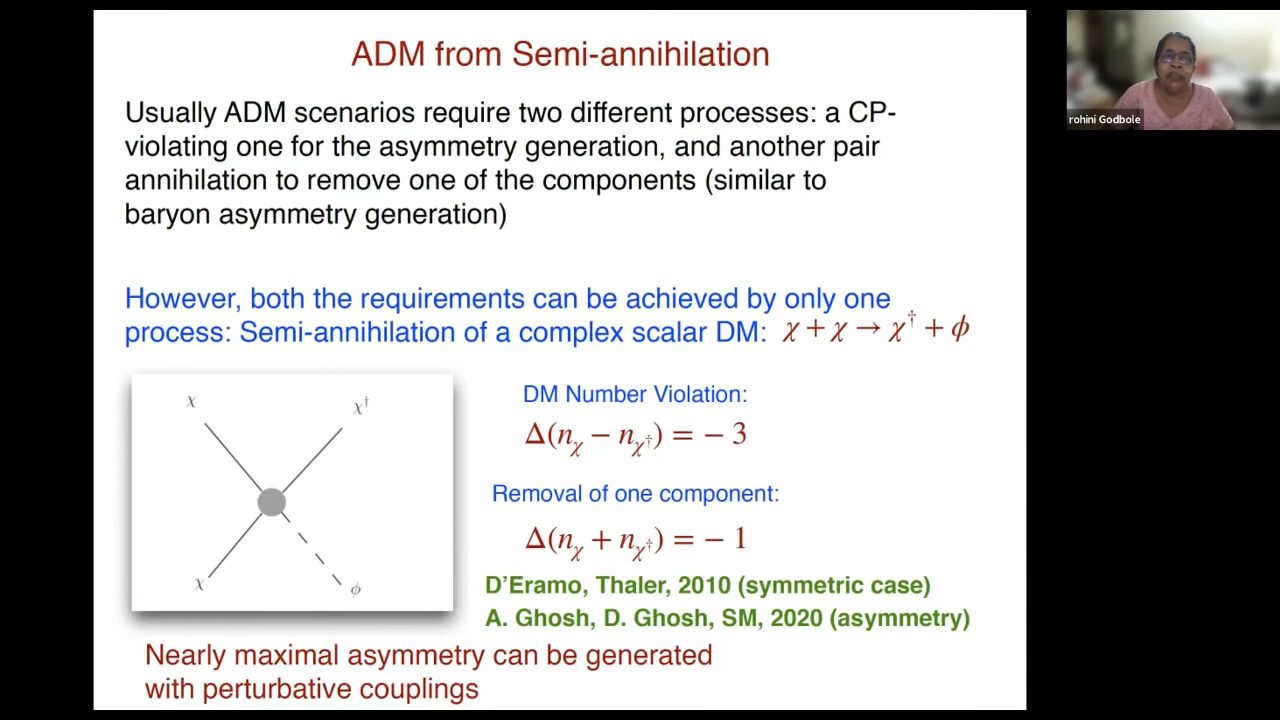 ADM from Semi-annihilation
Usually ADM scenarios require two different processes: a CP-
violating one for the asymmetry generation, and another pair
annihilation to remove one of the components (similar to
baryon asymmetry generation)
However, both the requirements can be achieved by only one
process: Semi-annihilation of a complex scalar DM: χ + χ → χ† + ϕ
χ
χ†
χ
ϕ
DM Number Violation:
Δ(n_χ − n_χ†) = − 3
Removal of one component:
Δ(n_χ + n_χ†) = − 1
D'Eramo, Thaler, 2010 (symmetric case)
A. Ghosh, D. Ghosh, SM, 2020 (asymmetry)
Nearly maximal asymmetry can be generated
with perturbative couplings
rohini Godbole